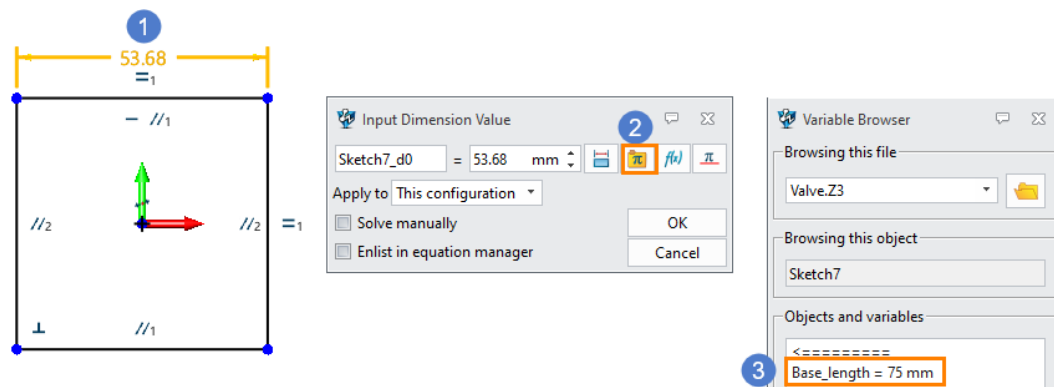 1
53.68
=1
— //1
//2
//2
=1
⊥
//1
Input Dimension Value
2
Sketch7_d0 = 53.68 mm π f(x) π
Apply to This configuration
Solve manually
OK
Enlist in equation manager
Cancel
Variable Browser
Browsing this file
Valve.Z3
Browsing this object
Sketch7
Objects and variables
<=========
3
Base_length = 75 mm